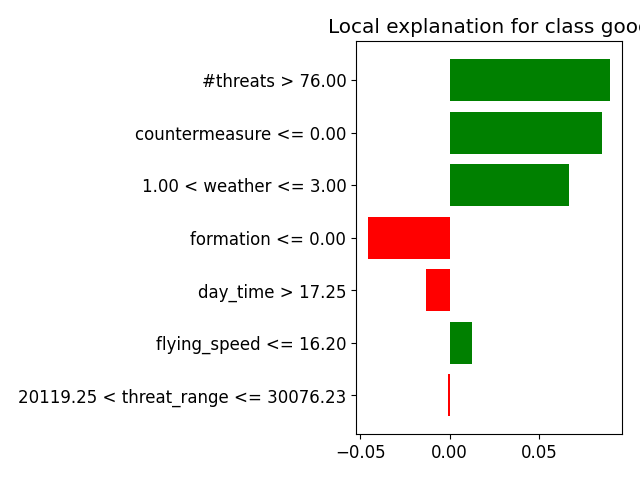 Local explanation for class goo
#threats > 76.00
countermeasure <= 0.00
1.00 < weather <= 3.00
formation <= 0.00
day_time > 17.25
flying_speed <= 16.20
20119.25 < threat_range <= 30076.23
−0.05 0.00 0.05